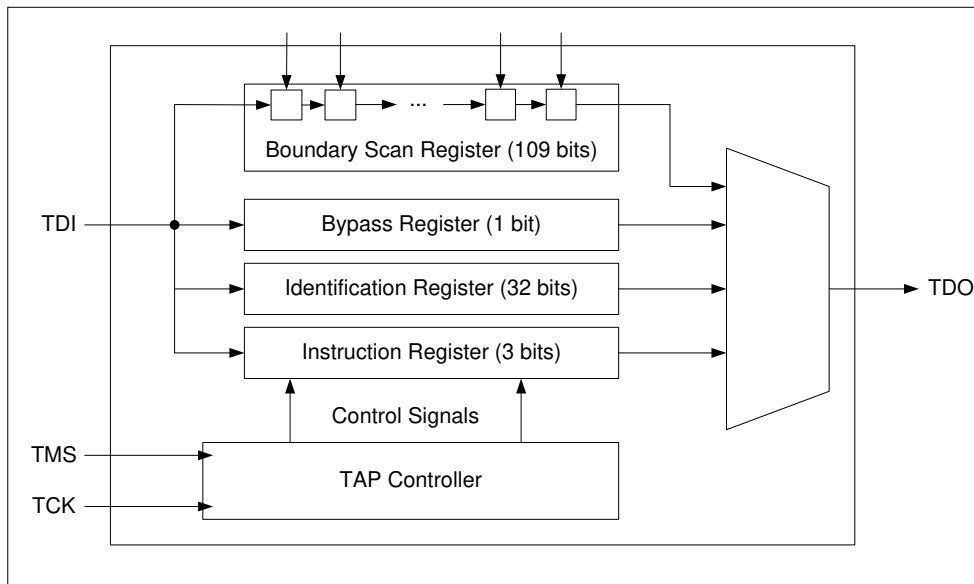 ...
Boundary Scan Register (109 bits)
TDI
Bypass Register (1 bit)
Identification Register (32 bits)
TDO
Instruction Register (3 bits)
Control Signals
TMS
TAP Controller
TCK